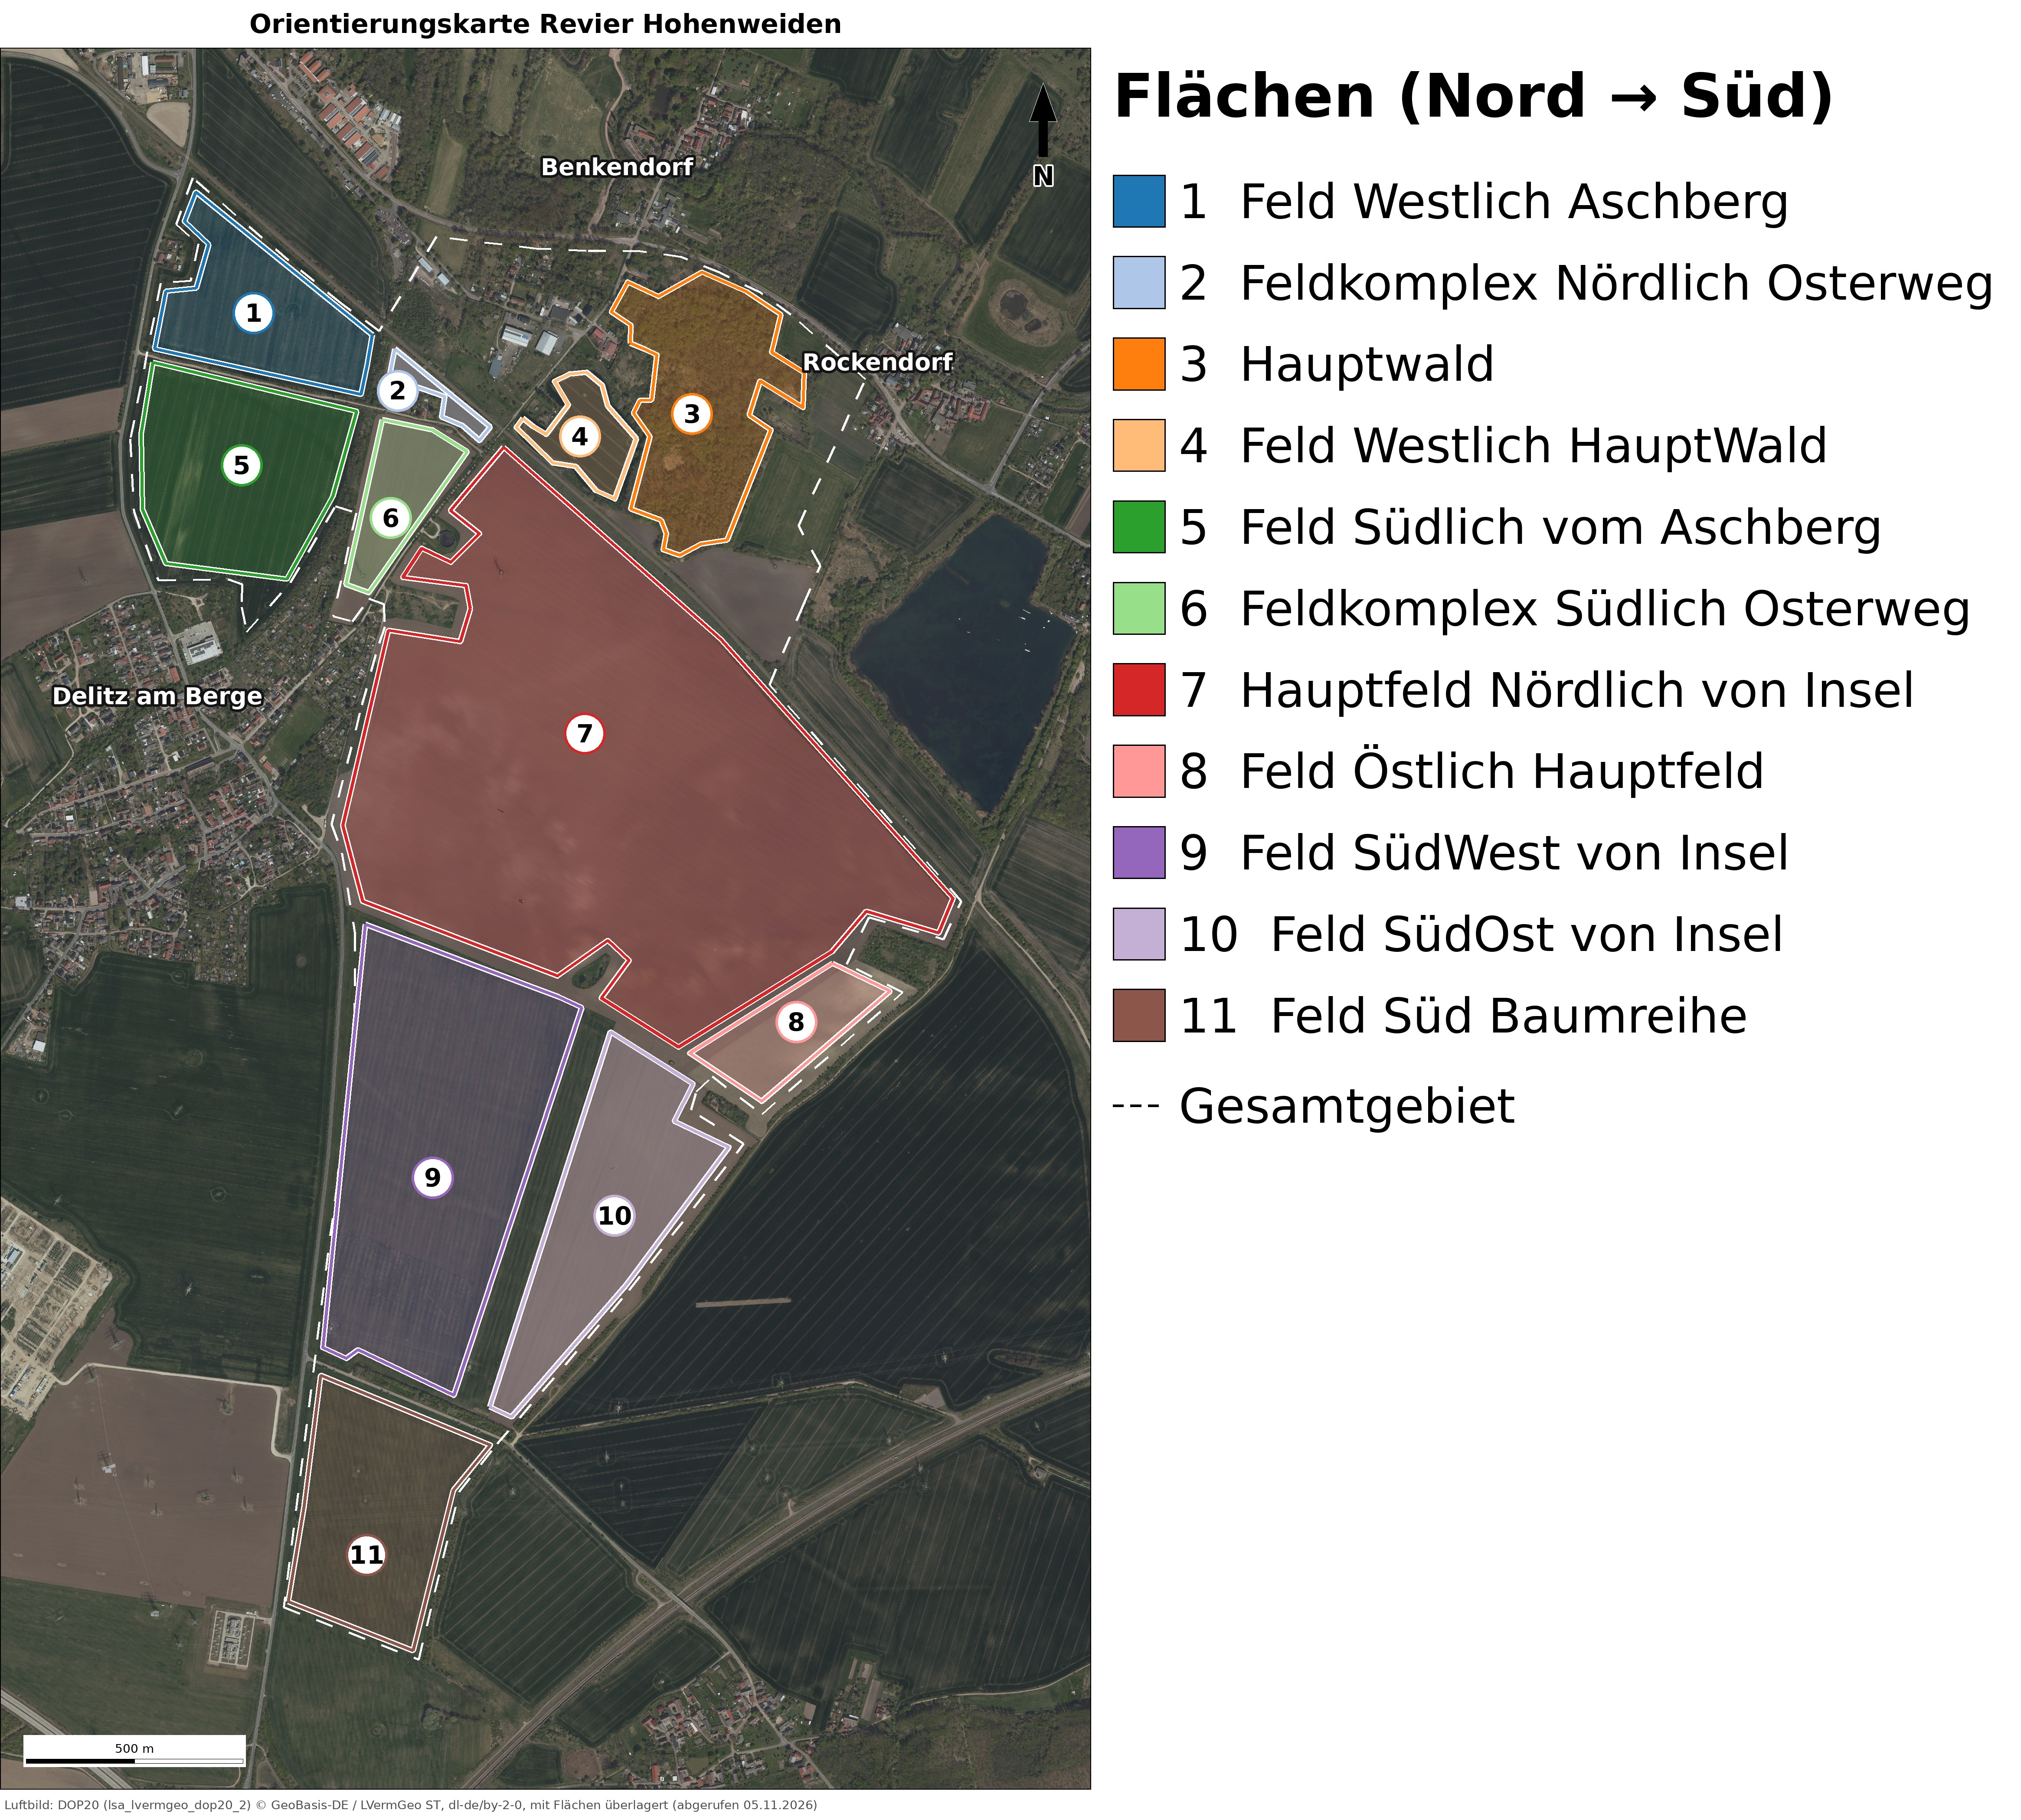 Orientierungskarte Revier Hohenweiden
Benkendorf
N
Rockendorf
Delitz am Berge
1
2
3
4
5
6
7
8
9
10
11
500 m
Flächen (Nord → Süd)
1 Feld Westlich Aschberg
2 Feldkomplex Nördlich Osterweg
3 Hauptwald
4 Feld Westlich HauptWald
5 Feld Südlich vom Aschberg
6 Feldkomplex Südlich Osterweg
7 Hauptfeld Nördlich von Insel
8 Feld Östlich Hauptfeld
9 Feld SüdWest von Insel
10 Feld SüdOst von Insel
11 Feld Süd Baumreihe
Gesamtgebiet
Luftbild: DOP20 (lsa_lvermgeo_dop20_2) © GeoBasis-DE / LVermGeo ST, dl-de/by-2-0, mit Flächen überlagert (abgerufen 05.11.2026)